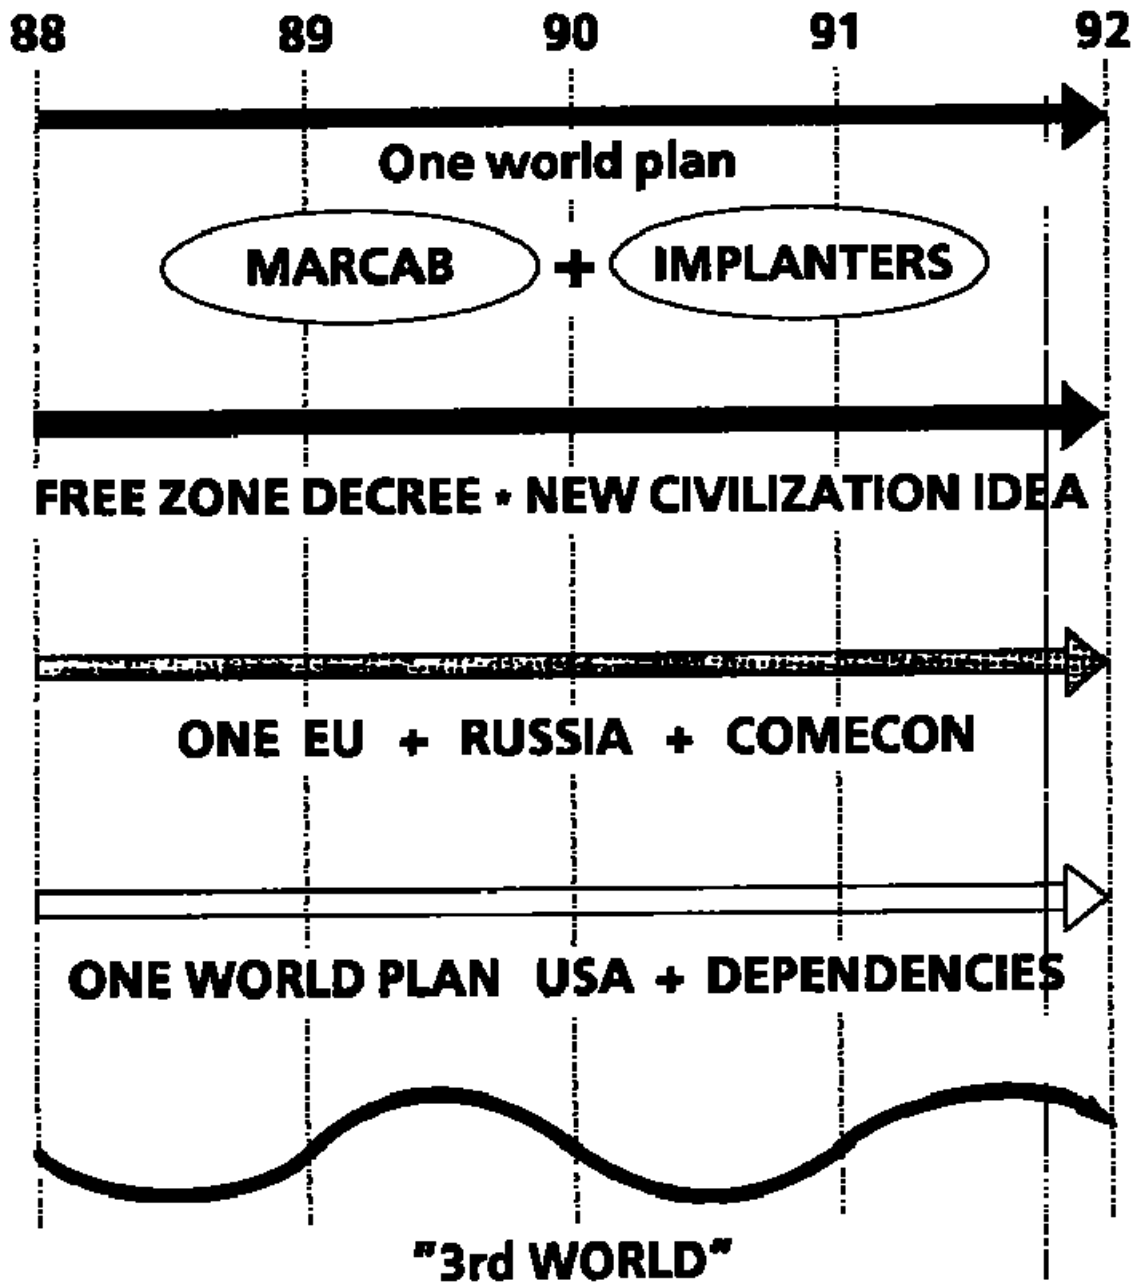 88 89 90 91 92
One world plan
MARCAB + IMPLANTERS
FREE ZONE DECREE • NEW CIVILIZATION IDEA
ONE EU + RUSSIA + COMECON
ONE WORLD PLAN USA + DEPENDENCIES
"3rd WORLD"